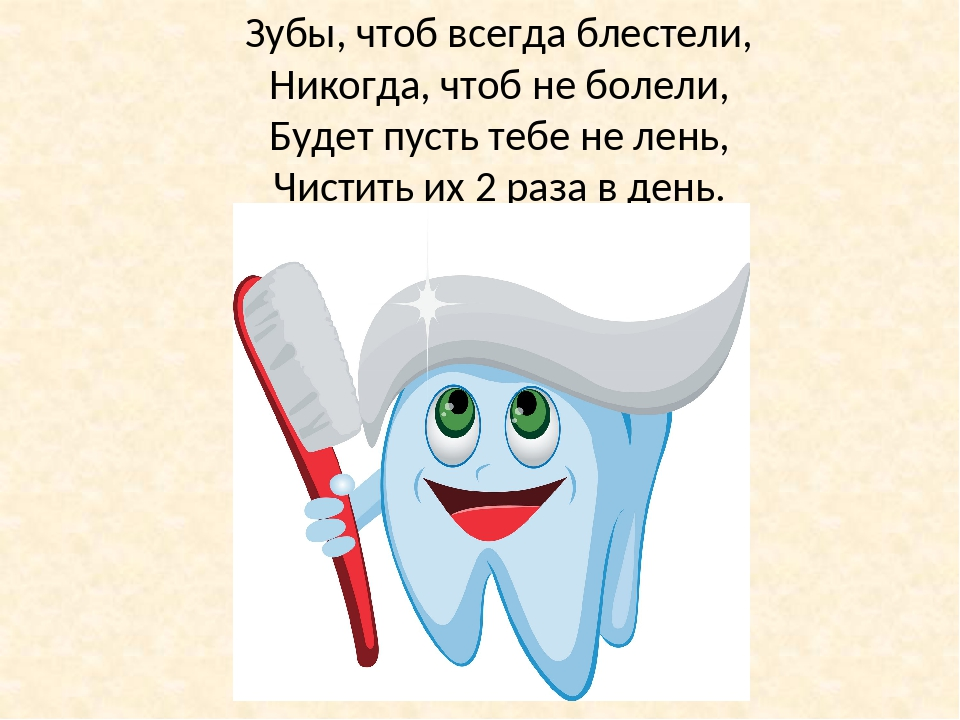 Зубы, чтоб всегда блестели,
Никогда, чтоб не болели,
Будет пусть тебе не лень,
Чистить их 2 раза в день.